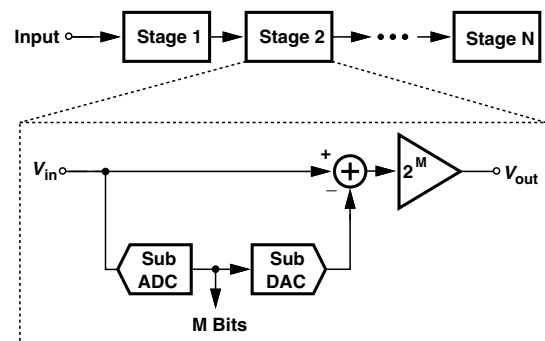 Input
Stage 1
Stage 2
Stage N
V_in
+
−
2^M
V_out
Sub
ADC
Sub
DAC
M Bits